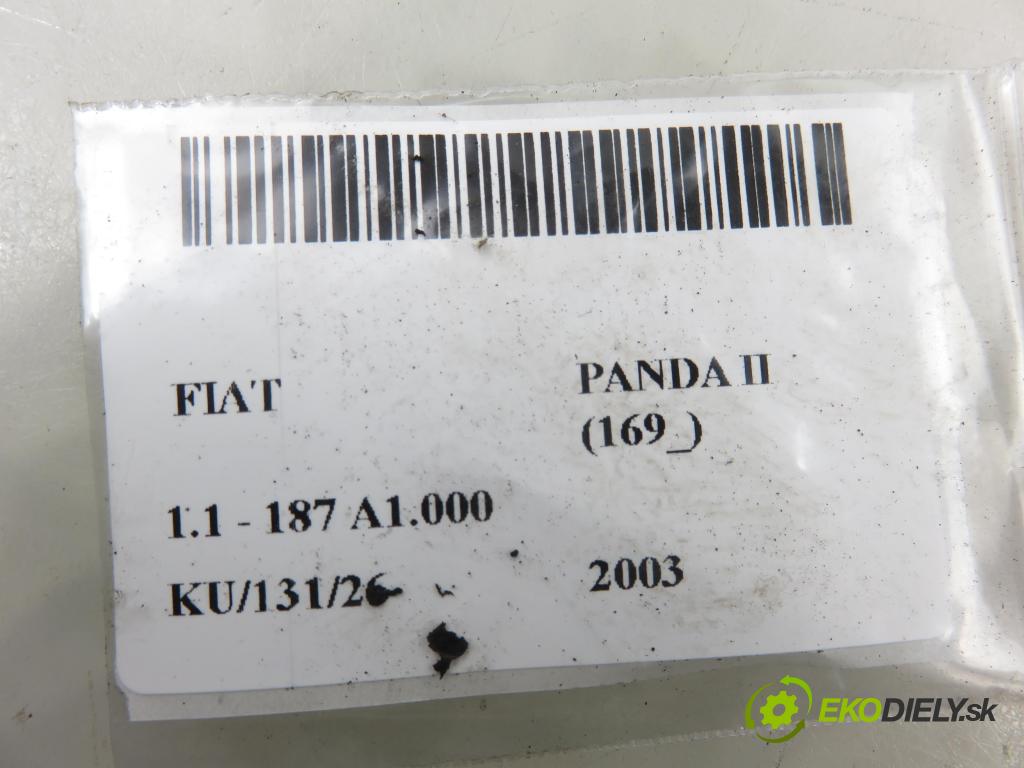 FIAT
PANDA II
(169_)
1.1 - 187 A1.000
KU/131/26
2003
EKODIELY.sk